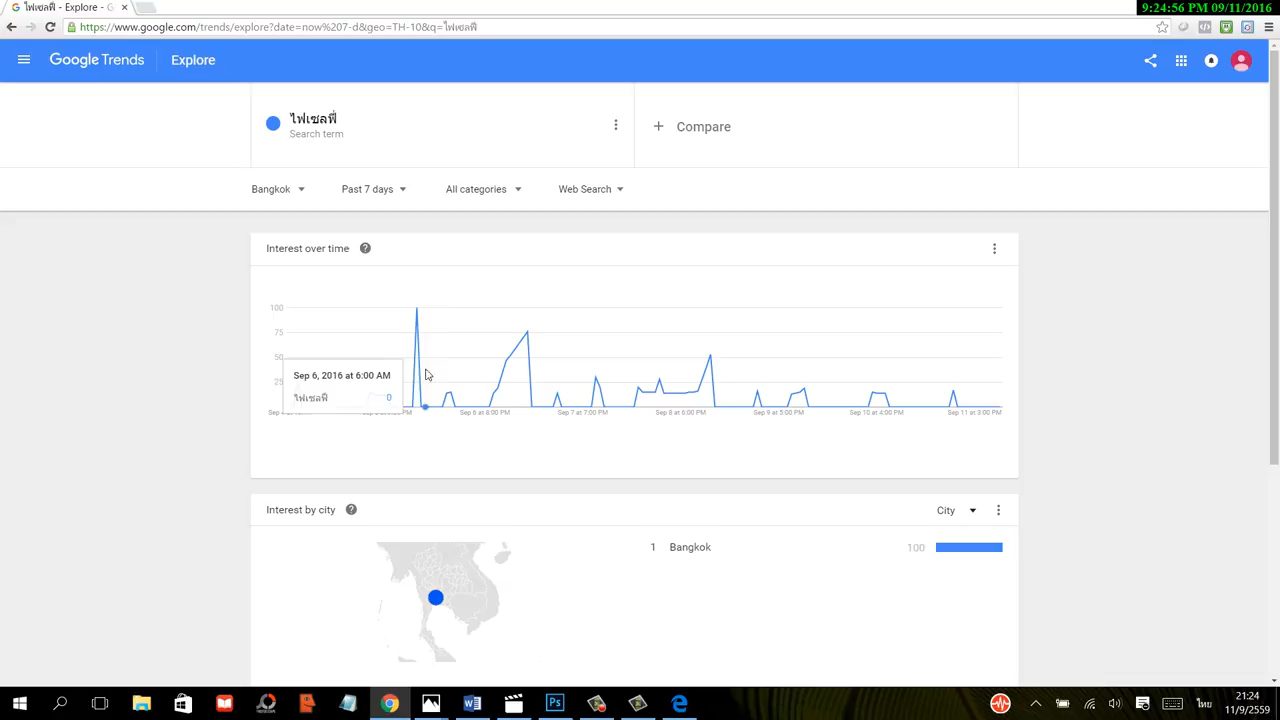 9:24:56 PM 09/11/2016
ไฟเซลฟี่ - Explore - G
https://www.google.com/trends/explore?date=now%207-d&geo=TH-10&q=ไฟเซลฟี่
Google Trends Explore
ไฟเซลฟี่
Search term
+ Compare
Bangkok Past 7 days All categories Web Search
Interest over time ?
100
75
50
25
Sep 6, 2016 at 6:00 AM
ไฟเซลฟี่ 0
Sep 6 at 8:00 PM Sep 7 at 7:00 PM Sep 8 at 6:00 PM Sep 9 at 5:00 PM Sep 10 at 4:00 PM Sep 11 at 3:00 PM
Interest by city ? City
1 Bangkok 100
ไทย
21:24
11/9/2559